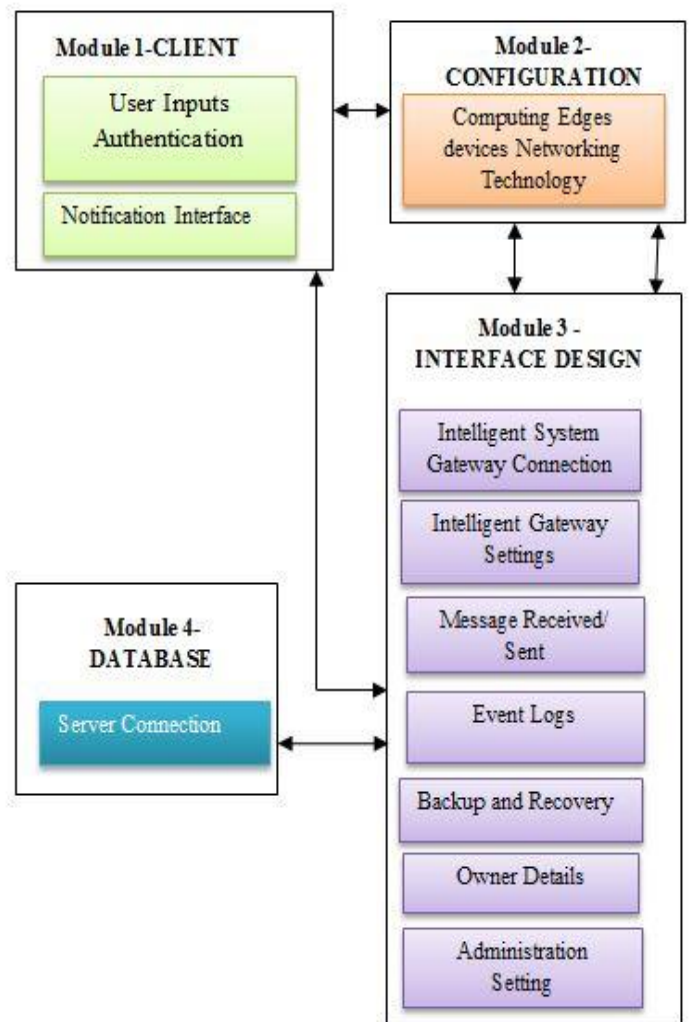 Module 1-CLIENT
User Inputs
Authentication
Notification Interface
Module 2-
CONFIGURATION
Computing Edges
devices Networking
Technology
Module 3 -
INTERFACE DESIGN
Intelligent System
Gateway Connection
Intelligent Gateway
Settings
Message Received/
Sent
Event Logs
Backup and Recovery
Owner Details
Administration
Setting
Module 4-
DATABASE
Server Connection